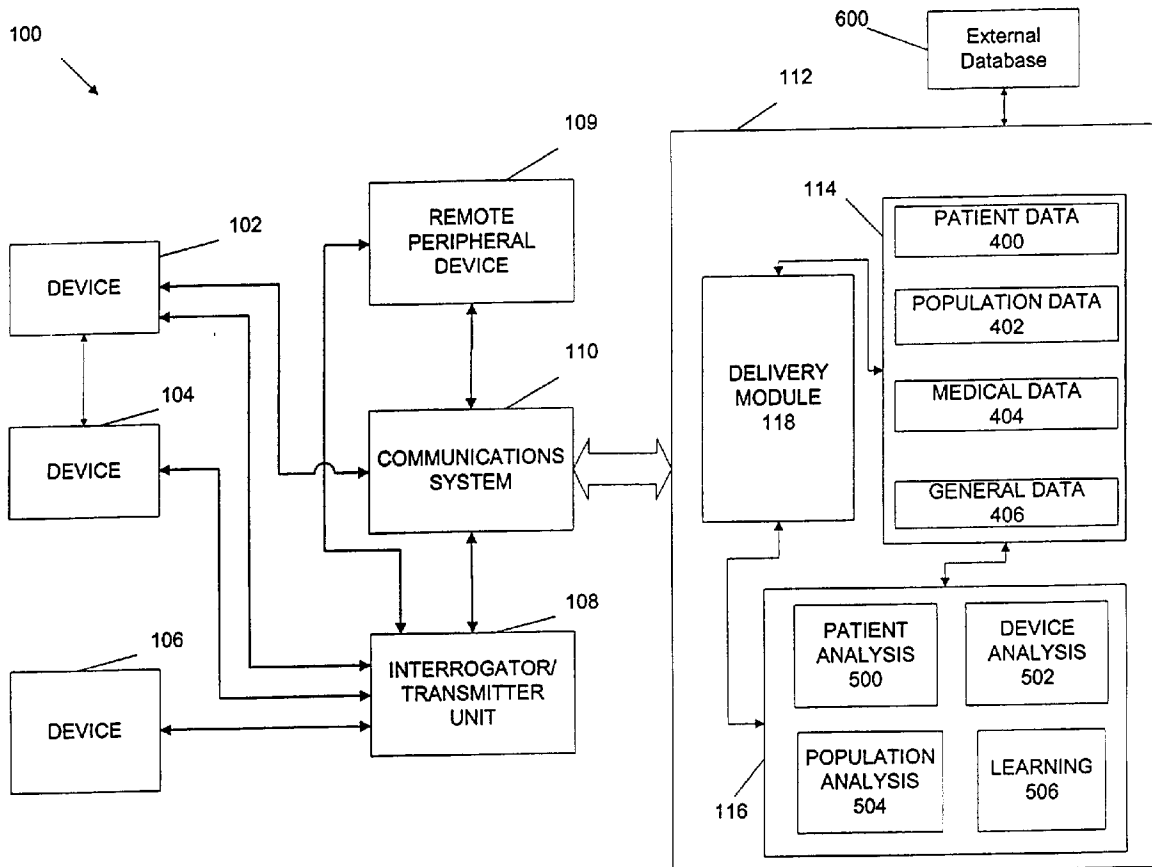 100
600
External
Database
112
109
REMOTE
PERIPHERAL
DEVICE
114
PATIENT DATA
400
102
DEVICE
POPULATION DATA
402
110
DELIVERY
MODULE
118
MEDICAL DATA
404
104
DEVICE
COMMUNICATIONS
SYSTEM
GENERAL DATA
406
108
INTERROGATOR/
TRANSMITTER
UNIT
106
DEVICE
PATIENT
ANALYSIS
500
DEVICE
ANALYSIS
502
POPULATION
ANALYSIS
504
LEARNING
506
116